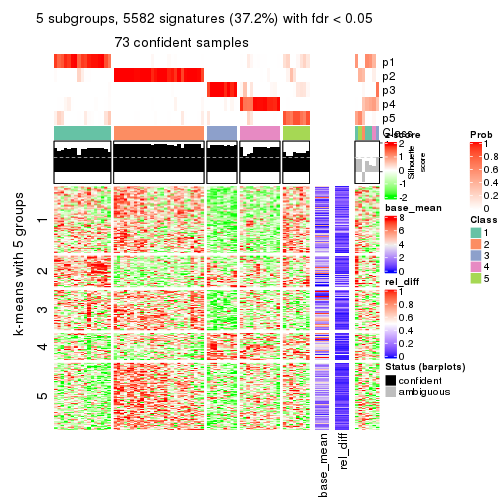 5 subgroups, 5582 signatures (37.2%) with fdr < 0.05
73 confident samples
p1
p2
p3
p4
p5
Class
Silhouette
score
k-means with 5 groups
1
2
3
4
5
base_mean
rel_diff
z-score
2
1
0
-1
-2
base_mean
8
6
4
2
0
rel_diff
1
0.8
0.6
0.4
0.2
0
Status (barplots)
confident
ambiguous
Prob
1
0.8
0.6
0.4
0.2
0
Class
1
2
3
4
5